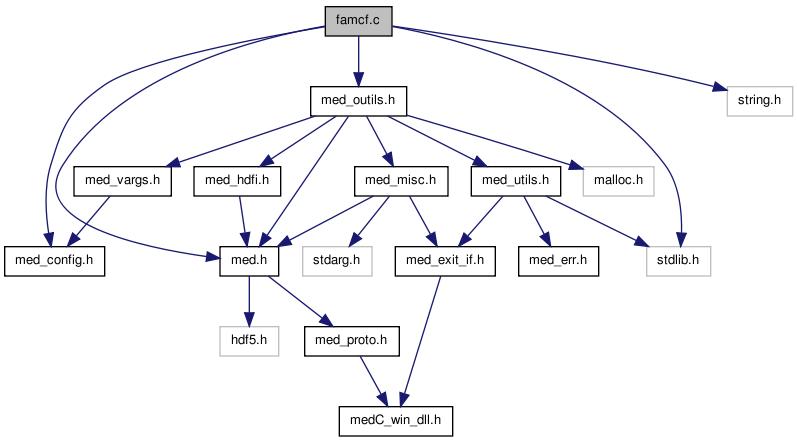 famcf.c
med_outils.h
string.h
med_vargs.h
med_hdfi.h
med_misc.h
med_utils.h
malloc.h
med_config.h
med.h
stdarg.h
med_exit_if.h
med_err.h
stdlib.h
hdf5.h
med_proto.h
medC_win_dll.h